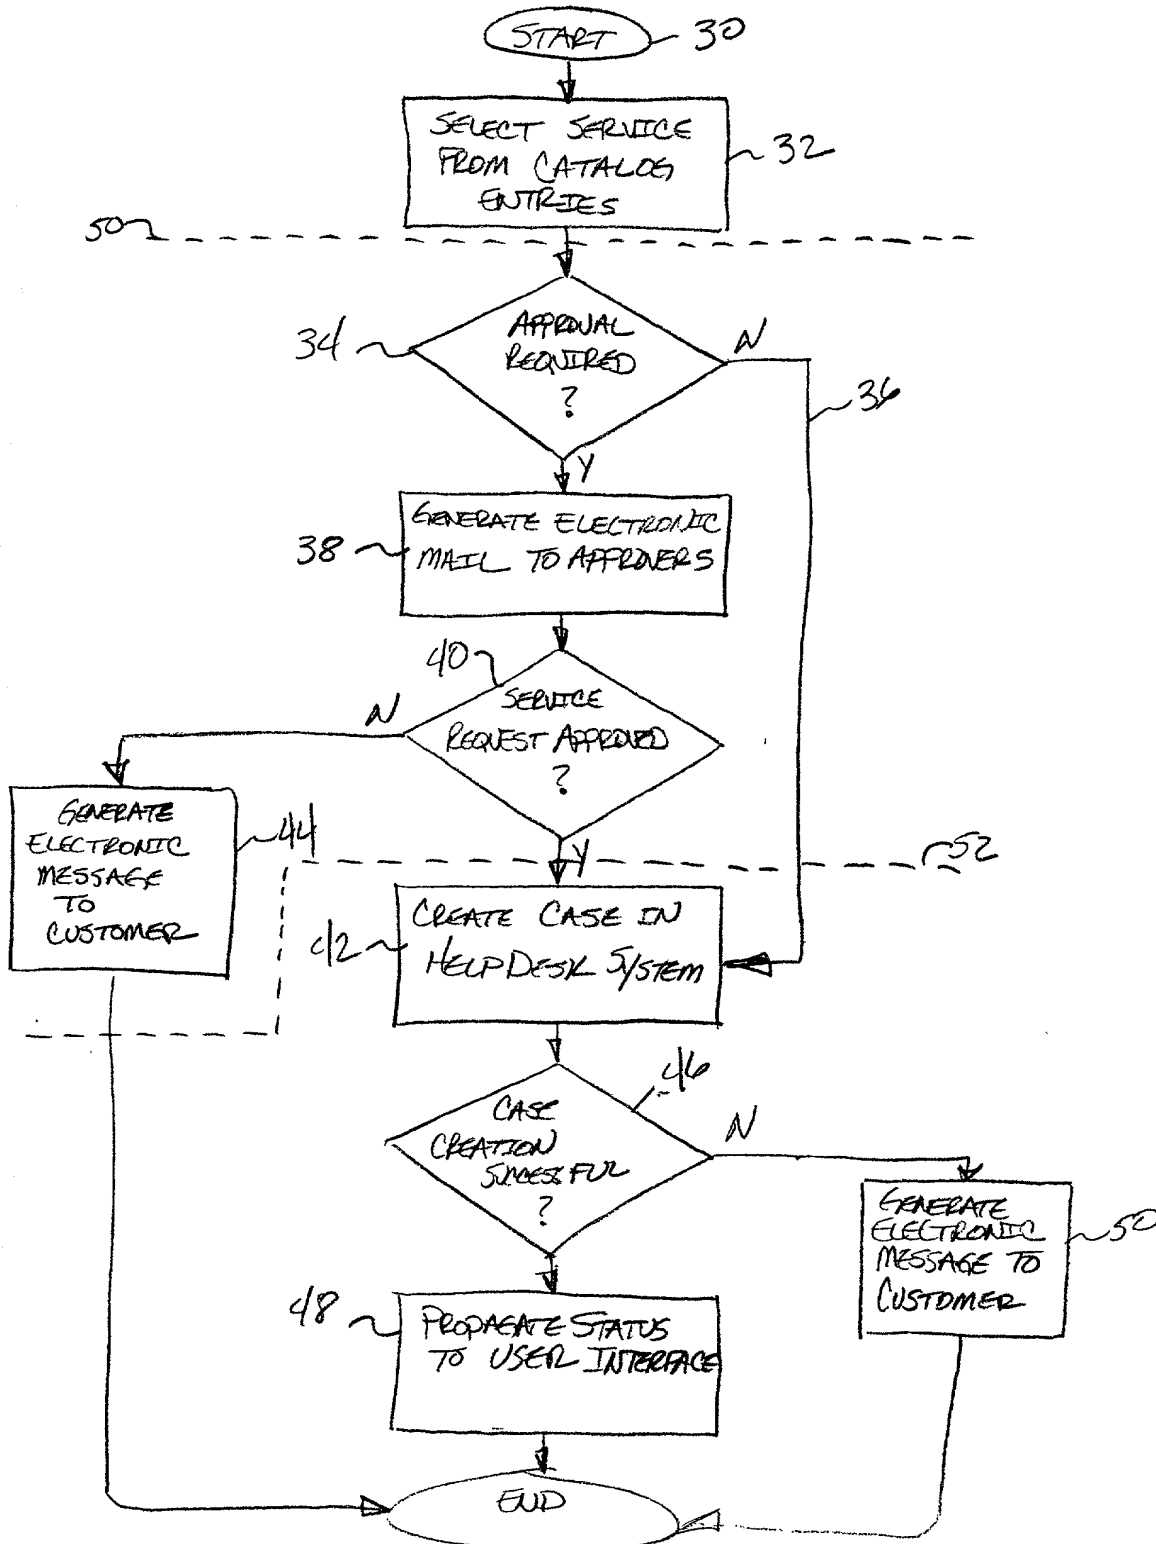 START
30
SELECT SERVICE
FROM CATALOG
ENTRIES
32
50
APPROVAL
REQUIRED
?
34
N
36
Y
GENERATE ELECTRONIC
MAIL TO APPROVERS
38
40
SERVICE
REQUEST APPROVED
?
N
GENERATE
ELECTRONIC
MESSAGE
TO
CUSTOMER
44
Y
52
CREATE CASE IN
HELP DESK SYSTEM
42
46
CASE
CREATION
SUCCESSFUL
?
N
GENERATE
ELECTRONIC
MESSAGE TO
CUSTOMER
50
48
PROPAGATE STATUS
TO USER INTERFACE
END